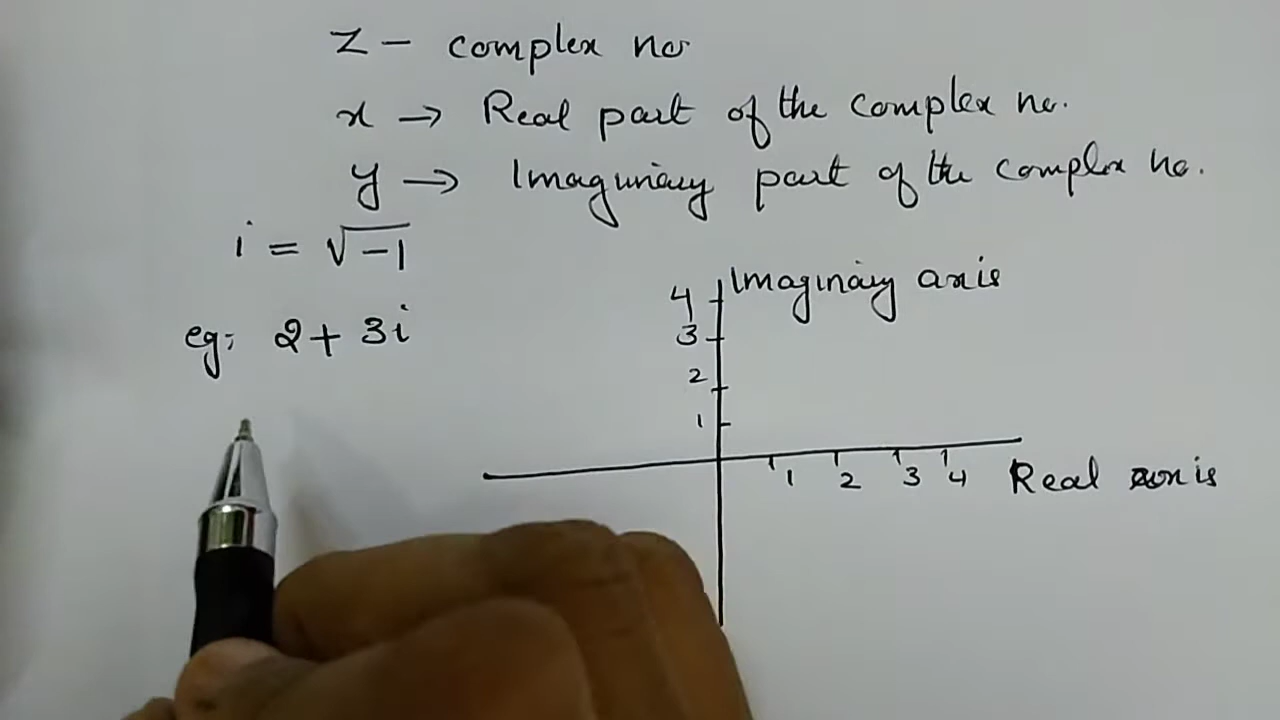 z - complex no
x → Real part of the complex no.
y → Imaginary part of the complex no.
i = √-1
eg: 2 + 3i
Imaginary axis
4
3
2
1
1 2 3 4 Real axis